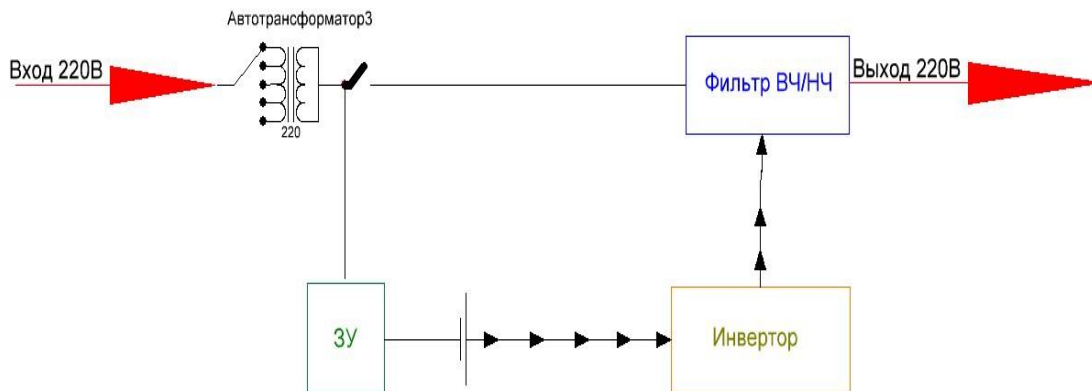 Автотрансформатор3
Вход 220В
220
Фильтр ВЧ/НЧ
Выход 220В
ЗУ
Инвертор